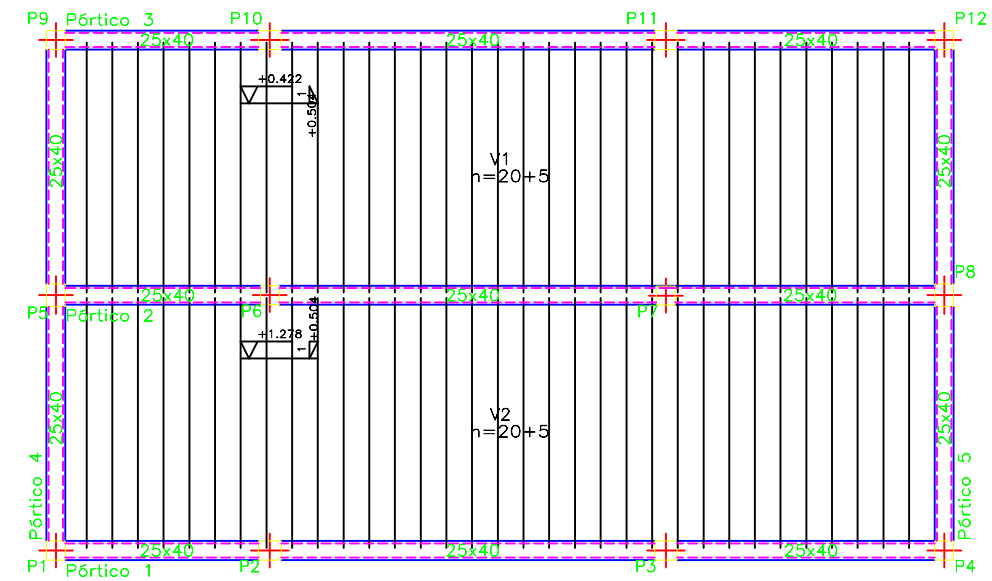 P9 Pórtico 3 P10 P11 P12
25x40 25x40 25x40
+0.422
1
+0.504
25x40 25x40
V1
h=20+5
P8
25x40 25x40 25x40
P5 Pórtico 2 P6 P7
+0.504
+1.278
1
25x40 25x40
V2
h=20+5
Pórtico 4 Pórtico 5
25x40 25x40 25x40
P1 Pórtico 1 P2 P3 P4